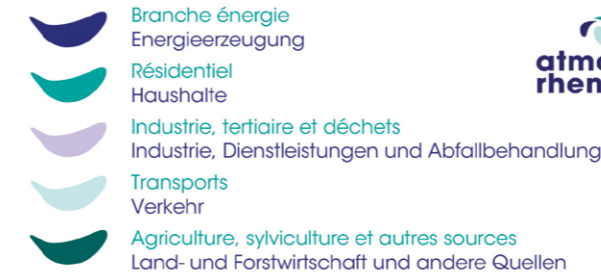 Branche énergie
Energieerzeugung
Résidentiel
Haushalte
Industrie, tertiaire et déchets
Industrie, Dienstleistungen und Abfallbehandlung
Transports
Verkehr
Agriculture, sylviculture et autres sources
Land- und Forstwirtschaft und andere Quellen